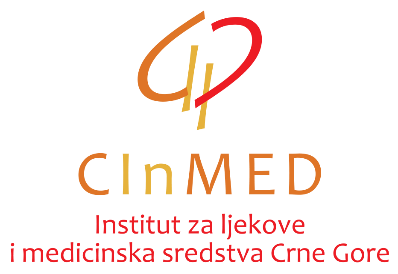 CInMED
Institut za ljekove
i medicinska sredstva Crne Gore